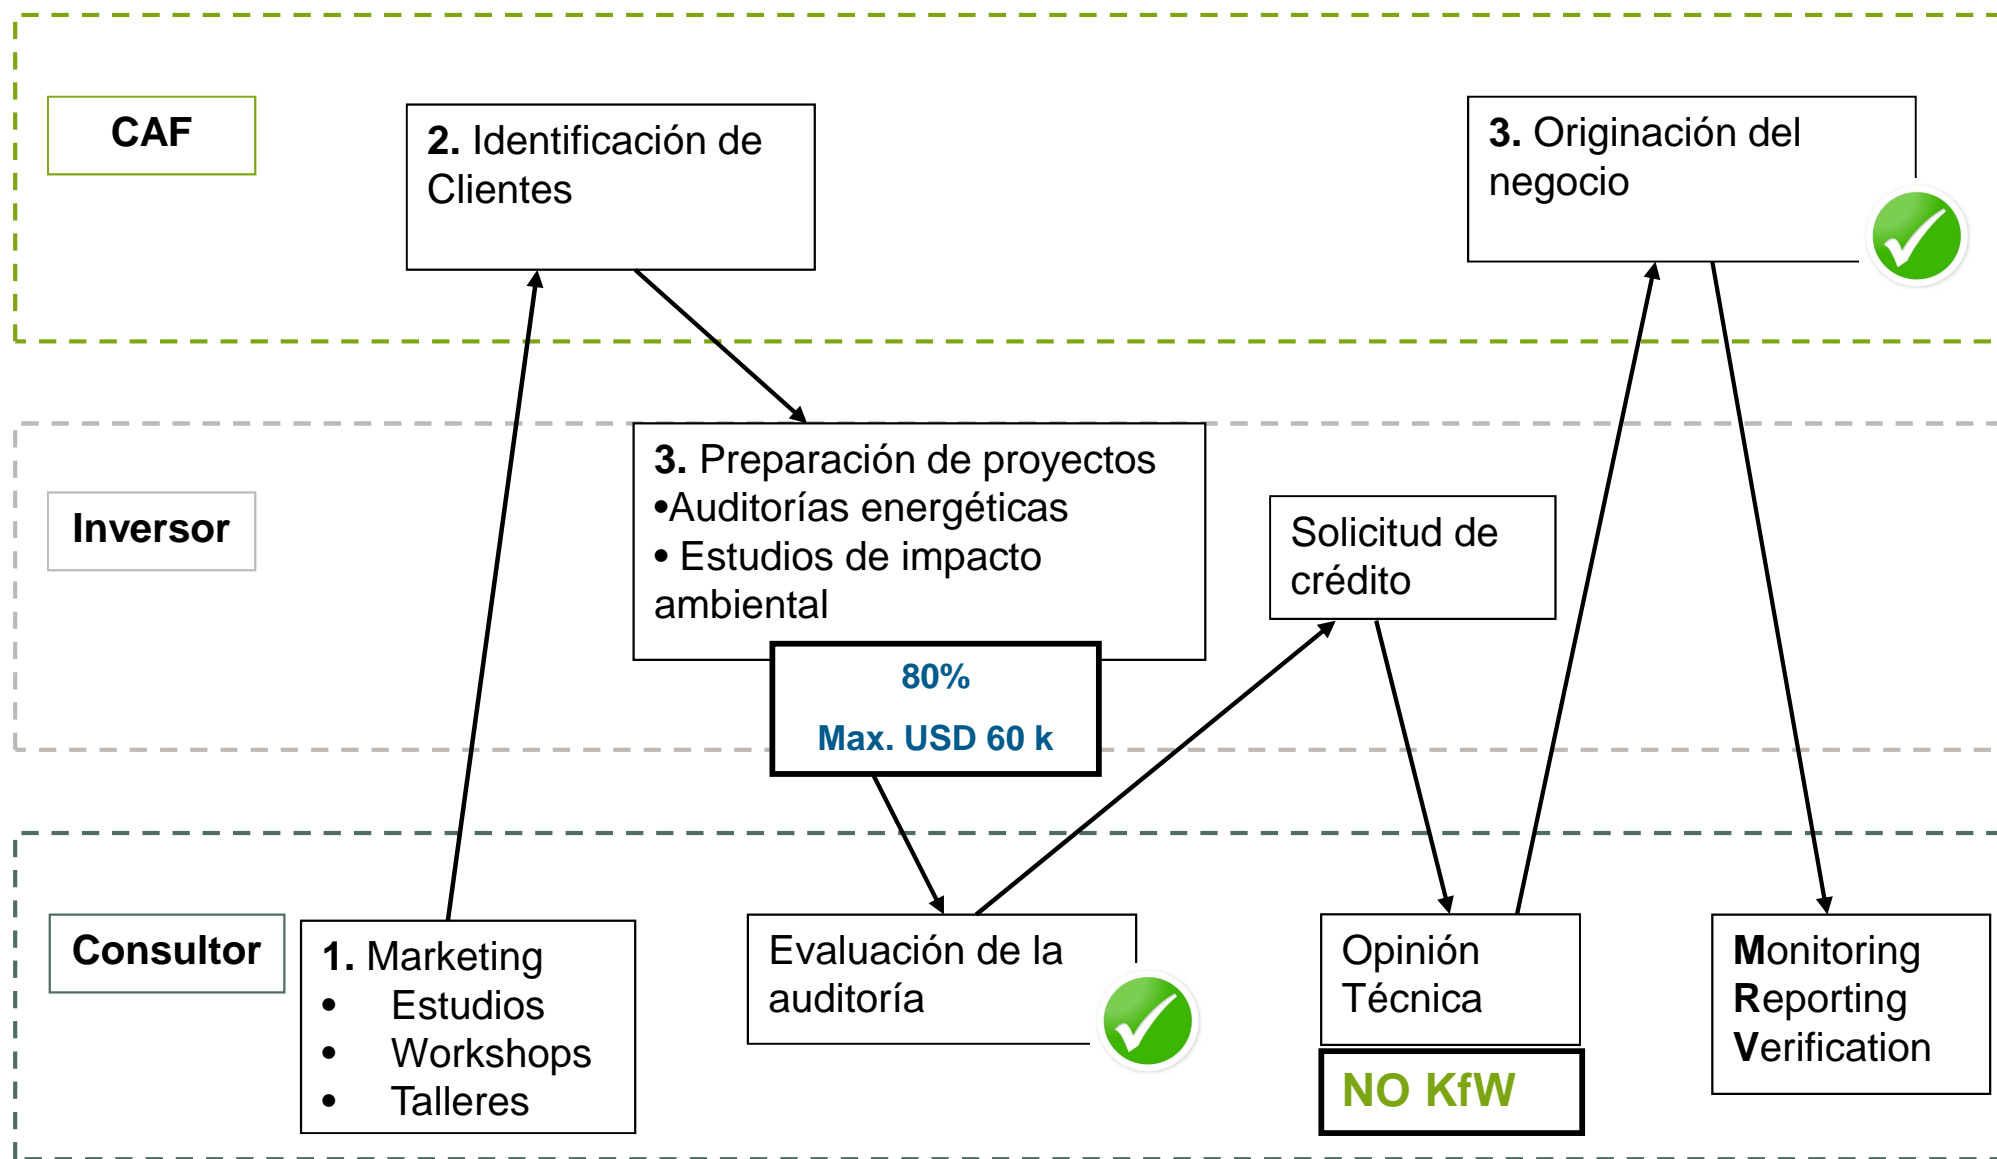 CAF
2. Identificación de
Clientes
3. Originación del
negocio
Inversor
3. Preparación de proyectos
•Auditorías energéticas
• Estudios de impacto
ambiental
80%
Max. USD 60 k
Solicitud de
crédito
Consultor
1. Marketing
• Estudios
• Workshops
• Talleres
Evaluación de la
auditoría
Opinión
Técnica
NO KfW
Monitoring
Reporting
Verification